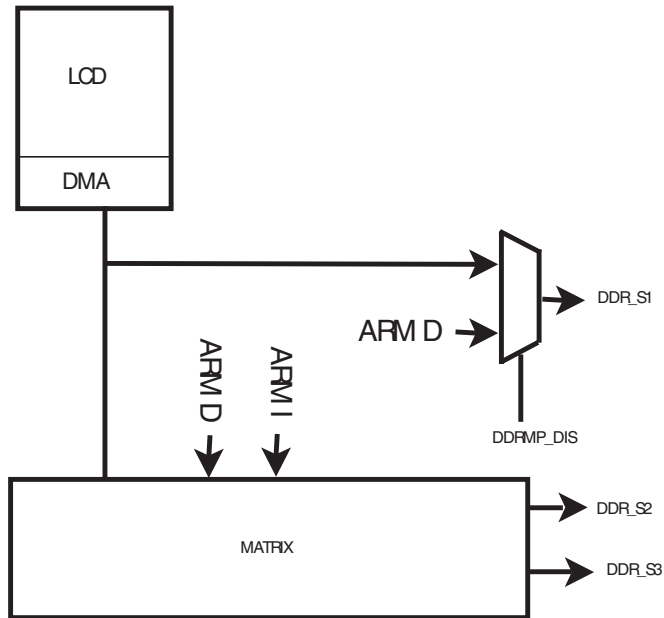 LCD
DMA
DDR_S1
ARM D
ARM D
ARM I
DDRMP_DIS
DDR_S2
MATRIX
DDR_S3